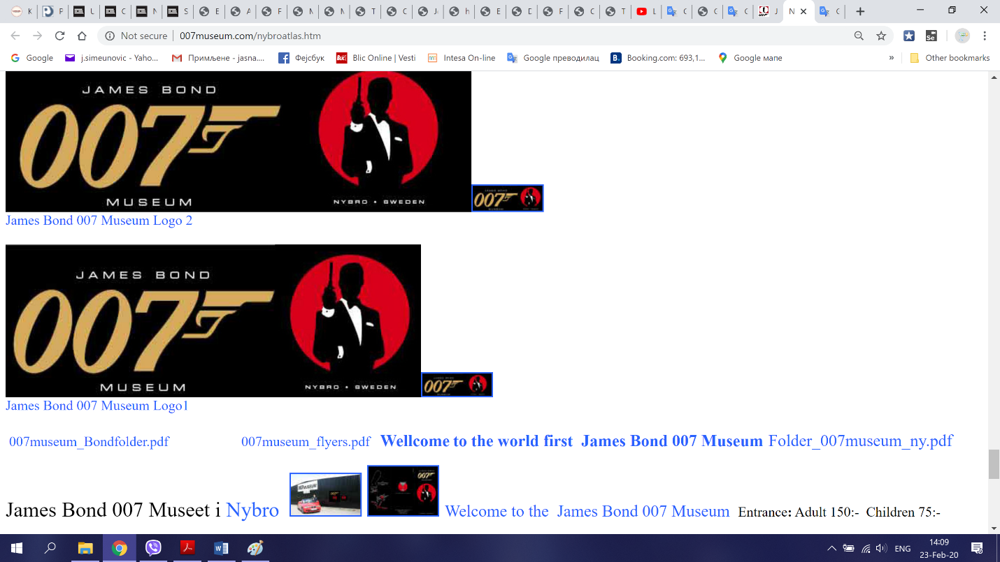 K P U C N S E A F N N T C J h E D F C T L C C C J N C
Not secure 007museum.com/nybroatlas.htm
Google j.simeunovic - Yaho... Примљене - jasna.... Фејсбук Blic Online | Vesti Intesa On-line Google преводилац Booking.com: 693,1... Google мапе » Other bookmarks
JAMES BOND
007
MUSEUM
NYBRO • SWEDEN
007
James Bond 007 Museum Logo 2
JAMES BOND
007
MUSEUM
NYBRO • SWEDEN
007
James Bond 007 Museum Logo1
007museum_Bondfolder.pdf 007museum_flyers.pdf Wellcome to the world first James Bond 007 Museum Folder_007museum_ny.pdf
James Bond 007 Museet i Nybro Welcome to the James Bond 007 Museum Entrance: Adult 150:- Children 75:-
ENG
14:09
23-Feb-20